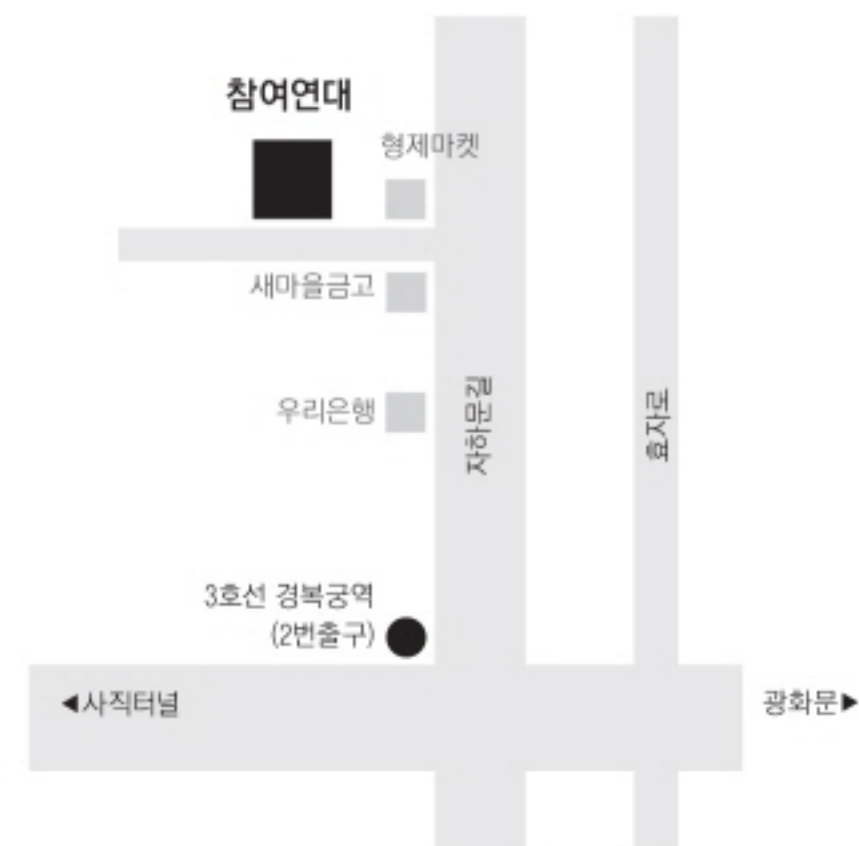 참여연대
형제마켓
새마을금고
우리은행
자하문길
효자로
3호선 경복궁역
(2번출구)
◀사직터널
광화문▶